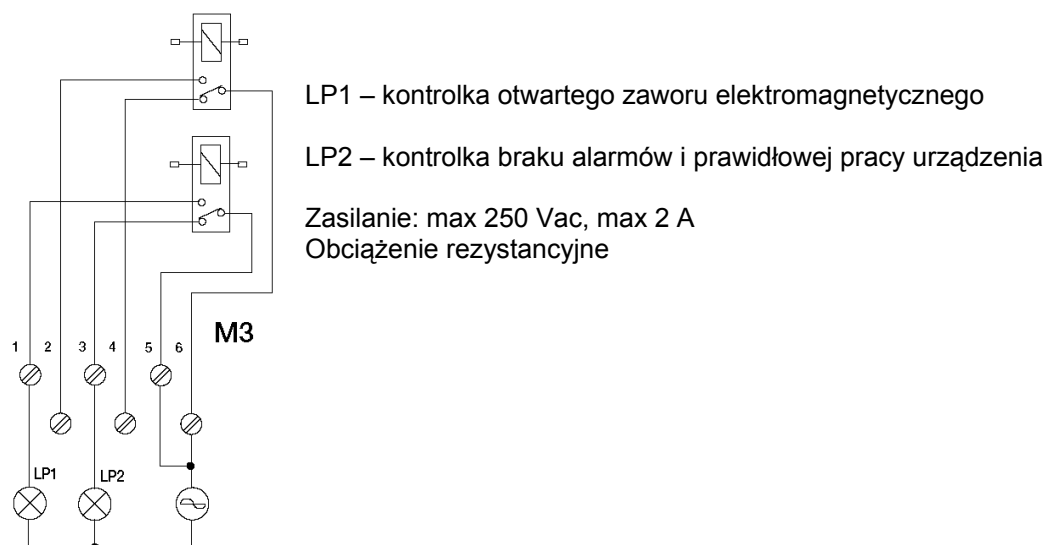 LP1 – kontrolka otwartego zaworu elektromagnetycznego
LP2 – kontrolka braku alarmów i prawidłowej pracy urządzenia
Zasilanie: max 250 Vac, max 2 A
Obciążenie rezystancyjne
M3
1 2 3 4 5 6
LP1 LP2